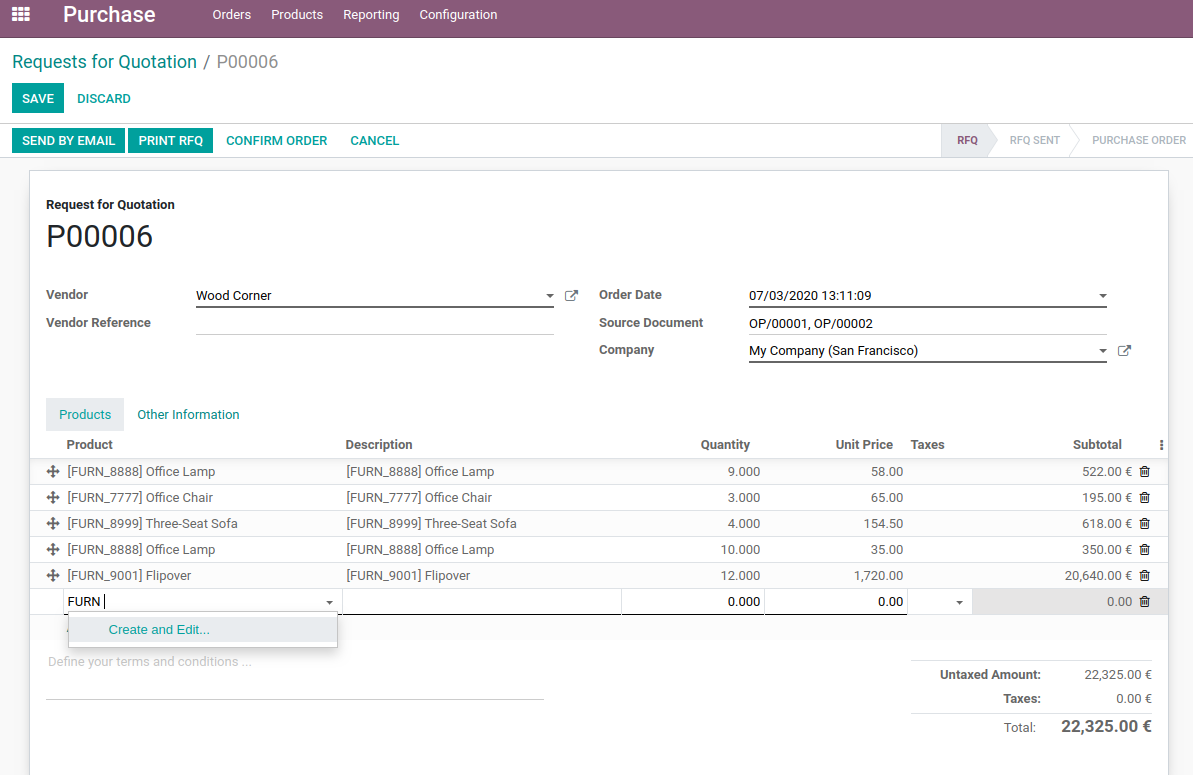 Purchase Orders Products Reporting Configuration
Requests for Quotation / P00006
SAVE DISCARD
SEND BY EMAIL PRINT RFQ CONFIRM ORDER CANCEL RFQ RFQ SENT PURCHASE ORDER
Request for Quotation
P00006
Vendor Wood Corner Order Date 07/03/2020 13:11:09
Vendor Reference Source Document OP/00001, OP/00002
Company My Company (San Francisco)
Products Other Information
Product Description Quantity Unit Price Taxes Subtotal
[FURN_8888] Office Lamp [FURN_8888] Office Lamp 9.000 58.00 522.00 €
[FURN_7777] Office Chair [FURN_7777] Office Chair 3.000 65.00 195.00 €
[FURN_8999] Three-Seat Sofa [FURN_8999] Three-Seat Sofa 4.000 154.50 618.00 €
[FURN_8888] Office Lamp [FURN_8888] Office Lamp 10.000 35.00 350.00 €
[FURN_9001] Flipover [FURN_9001] Flipover 12.000 1,720.00 20,640.00 €
FURN 0.000 0.00 0.00
Create and Edit...
Define your terms and conditions ...
Untaxed Amount: 22,325.00 €
Taxes: 0.00 €
Total: 22,325.00 €